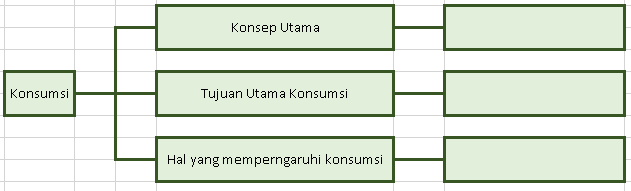 Konsep Utama
Konsumsi
Tujuan Utama Konsumsi
Hal yang memperngaruhi konsumsi